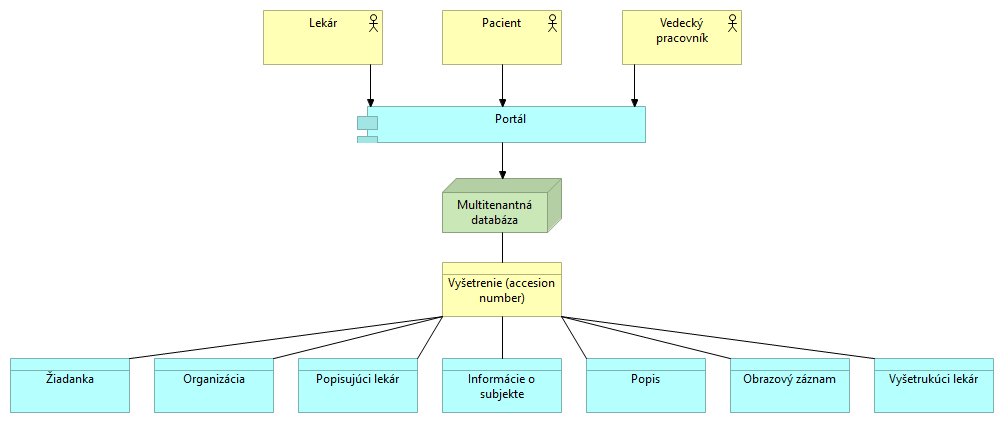 Lekár
Pacient
Vedecký
pracovník
Portál
Multitenantná
databáza
Vyšetrenie (accesion
number)
Žiadanka
Organizácia
Popisujúci lekár
Informácie o
subjekte
Popis
Obrazový záznam
Vyšetrukúci lekár